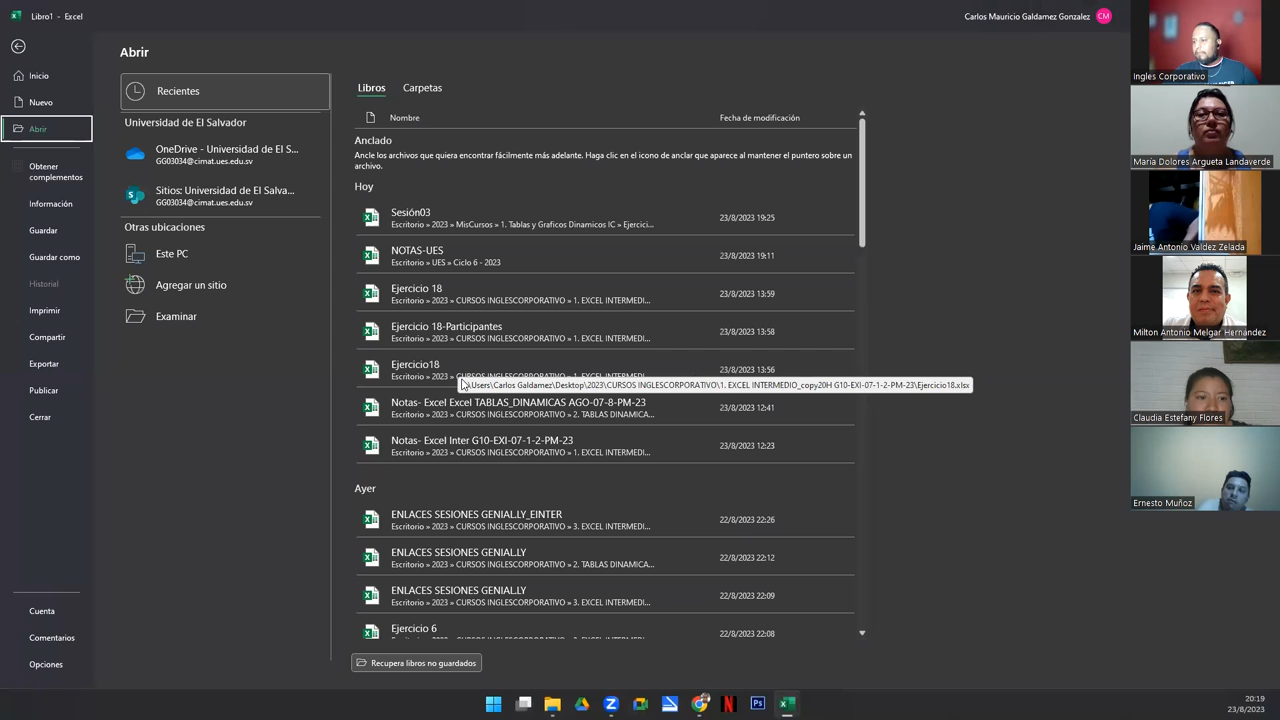 Libro1 - Excel
Carlos Mauricio Galdamez Gonzalez
CM
Inicio
Nuevo
Abrir
Obtener
complementos
Información
Guardar
Guardar como
Historial
Imprimir
Compartir
Exportar
Publicar
Cerrar
Cuenta
Comentarios
Opciones
Abrir
Recientes
Universidad de El Salvador
OneDrive - Universidad de El S...
GG03034@cimat.ues.edu.sv
Sitios: Universidad de El Salva...
GG03034@cimat.ues.edu.sv
Otras ubicaciones
Este PC
Agregar un sitio
Examinar
Libros
Carpetas
Nombre
Fecha de modificación
Anclado
Ancle los archivos que quiera encontrar fácilmente más adelante. Haga clic en el icono de anclar que aparece al mantener el puntero sobre un
archivo.
Hoy
Sesión03
Escritorio » 2023 » MisCursos » 1. Tablas y Graficos Dinamicos IC » Ejercici...
23/8/2023 19:25
NOTAS-UES
Escritorio » UES » Ciclo 6 - 2023
23/8/2023 19:11
Ejercicio 18
Escritorio » 2023 » CURSOS INGLESCORPORATIVO » 1. EXCEL INTERMEDI...
23/8/2023 13:59
Ejercicio 18-Participantes
Escritorio » 2023 » CURSOS INGLESCORPORATIVO » 1. EXCEL INTERMEDI...
23/8/2023 13:58
Ejercicio18
Escritorio » 2023 » CURSOS INGLESCORPORATIVO » 1. EXCEL INTERMEDI...
23/8/2023 13:56
\Users\Carlos Galdamez\Desktop\2023\CURSOS INGLESCORPORATIVO\1. EXCEL INTERMEDIO_copy20H G10-EXI-07-1-2-PM-23\Ejercicio18.xlsx
Notas- Excel Excel TABLAS_DINAMICAS AGO-07-8-PM-23
Escritorio » 2023 » CURSOS INGLESCORPORATIVO » 2. TABLAS DINAMICA...
23/8/2023 12:41
Notas- Excel Inter G10-EXI-07-1-2-PM-23
Escritorio » 2023 » CURSOS INGLESCORPORATIVO » 1. EXCEL INTERMEDI...
23/8/2023 12:23
Ayer
ENLACES SESIONES GENIAL.LY_EINTER
Escritorio » 2023 » CURSOS INGLESCORPORATIVO » 3. EXCEL INTERMEDI...
22/8/2023 22:26
ENLACES SESIONES GENIAL.LY
Escritorio » 2023 » CURSOS INGLESCORPORATIVO » 2. TABLAS DINAMICA...
22/8/2023 22:12
ENLACES SESIONES GENIAL.LY
Escritorio » 2023 » CURSOS INGLESCORPORATIVO » 3. EXCEL INTERMEDI...
22/8/2023 22:09
Ejercicio 6
22/8/2023 22:08
Recupera libros no guardados
Ingles Corporativo
María Dolores Argueta Landaverde
Jaime Antonio Valdez Zelada
Milton Antonio Melgar Hernández
Claudia Estefany Flores
Ernesto Muñoz
20:19
23/8/2023